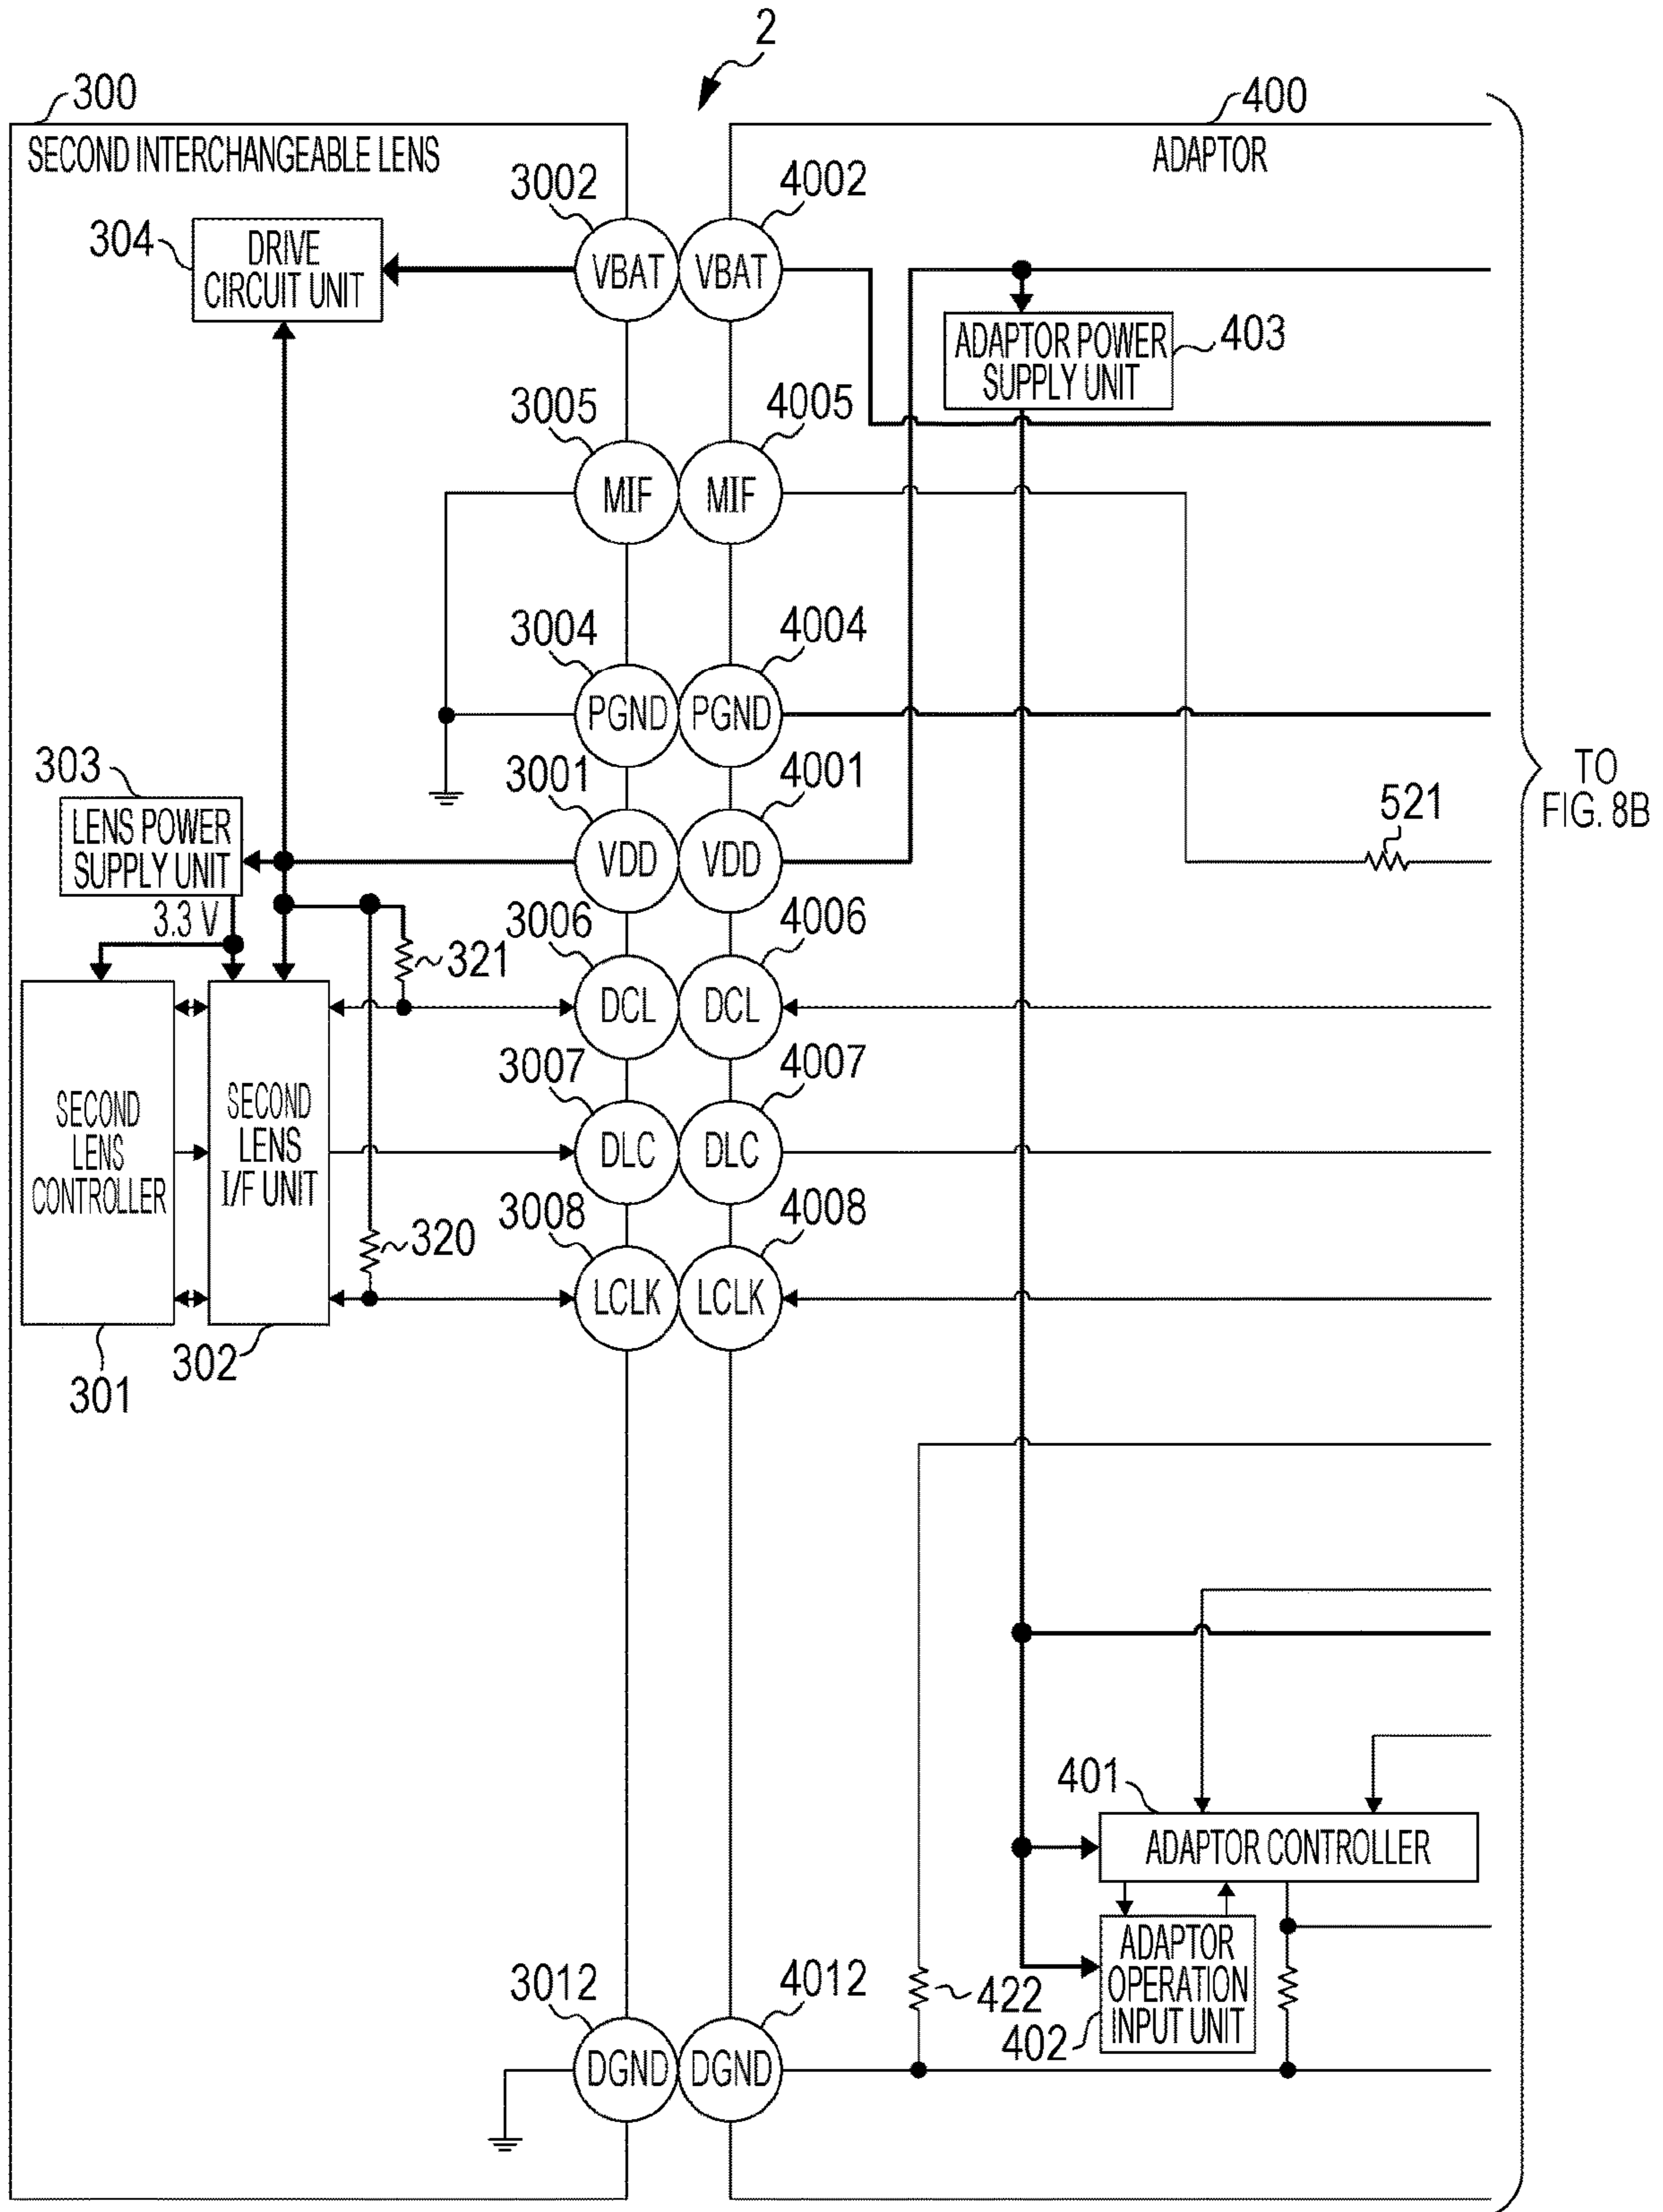 2
300
400
SECOND INTERCHANGEABLE LENS
ADAPTOR
3002
4002
304
DRIVE
CIRCUIT UNIT
VBAT
VBAT
ADAPTOR POWER
SUPPLY UNIT
403
3005
4005
MIF
MIF
3004
4004
PGND
PGND
303
3001
4001
TO
FIG. 8B
LENS POWER
SUPPLY UNIT
VDD
VDD
521
3.3 V
3006
4006
321
DCL
DCL
3007
4007
SECOND
LENS
CONTROLLER
SECOND
LENS
I/F UNIT
DLC
DLC
3008
4008
320
LCLK
LCLK
301
302
401
ADAPTOR CONTROLLER
3012
4012
422
ADAPTOR
OPERATION
INPUT UNIT
402
DGND
DGND